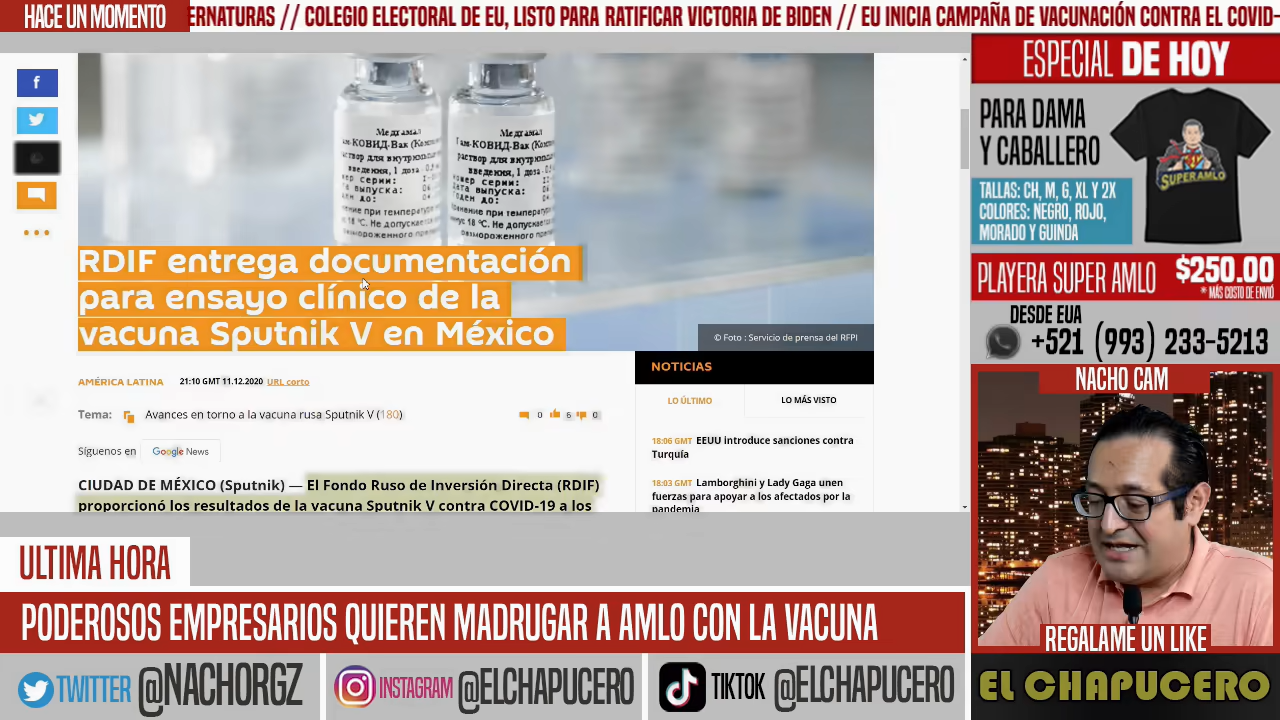 HACE UN MOMENTO
ERNATURAS // COLEGIO ELECTORAL DE EU, LISTO PARA RATIFICAR VICTORIA DE BIDEN // EU INICIA CAMPAÑA DE VACUNACIÓN CONTRA EL COVID-
RDIF entrega documentación
para ensayo clínico de la
vacuna Sputnik V en México
© Foto : Servicio de prensa del RFPI
AMÉRICA LATINA 21:10 GMT 11.12.2020 URL corto
Tema: Avances en torno a la vacuna rusa Sputnik V (180)
0 6 0
Síguenos en Google News
CIUDAD DE MÉXICO (Sputnik) — El Fondo Ruso de Inversión Directa (RDIF)
proporcionó los resultados de la vacuna Sputnik V contra COVID-19 a los
NOTICIAS
LO ÚLTIMO LO MÁS VISTO
18:06 GMT EEUU introduce sanciones contra
Turquía
18:03 GMT Lamborghini y Lady Gaga unen
fuerzas para apoyar a los afectados por la
pandemia
ESPECIAL DE HOY
PARA DAMA
Y CABALLERO
TALLAS: CH, M, G, XL Y 2X
COLORES: NEGRO, ROJO,
MORADO Y GUINDA
SUPERAMLO
PLAYERA SUPER AMLO $250.00
* MÁS COSTO DE ENVIÓ
DESDE EUA
+521 (993) 233-5213
NACHO CAM
REGALAME UN LIKE
EL CHAPUCERO
ULTIMA HORA
PODEROSOS EMPRESARIOS QUIEREN MADRUGAR A AMLO CON LA VACUNA
TWITTER @NACHORGZ
INSTAGRAM @ELCHAPUCERO
TIKTOK @ELCHAPUCERO